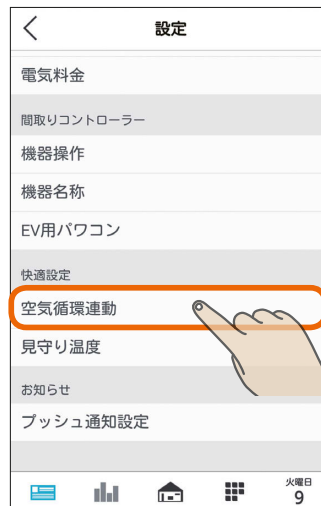 設定
電気料金
間取りコントローラー
機器操作
機器名称
EV用パワコン
快適設定
空気循環連動
見守り温度
お知らせ
プッシュ通知設定
火曜日
9